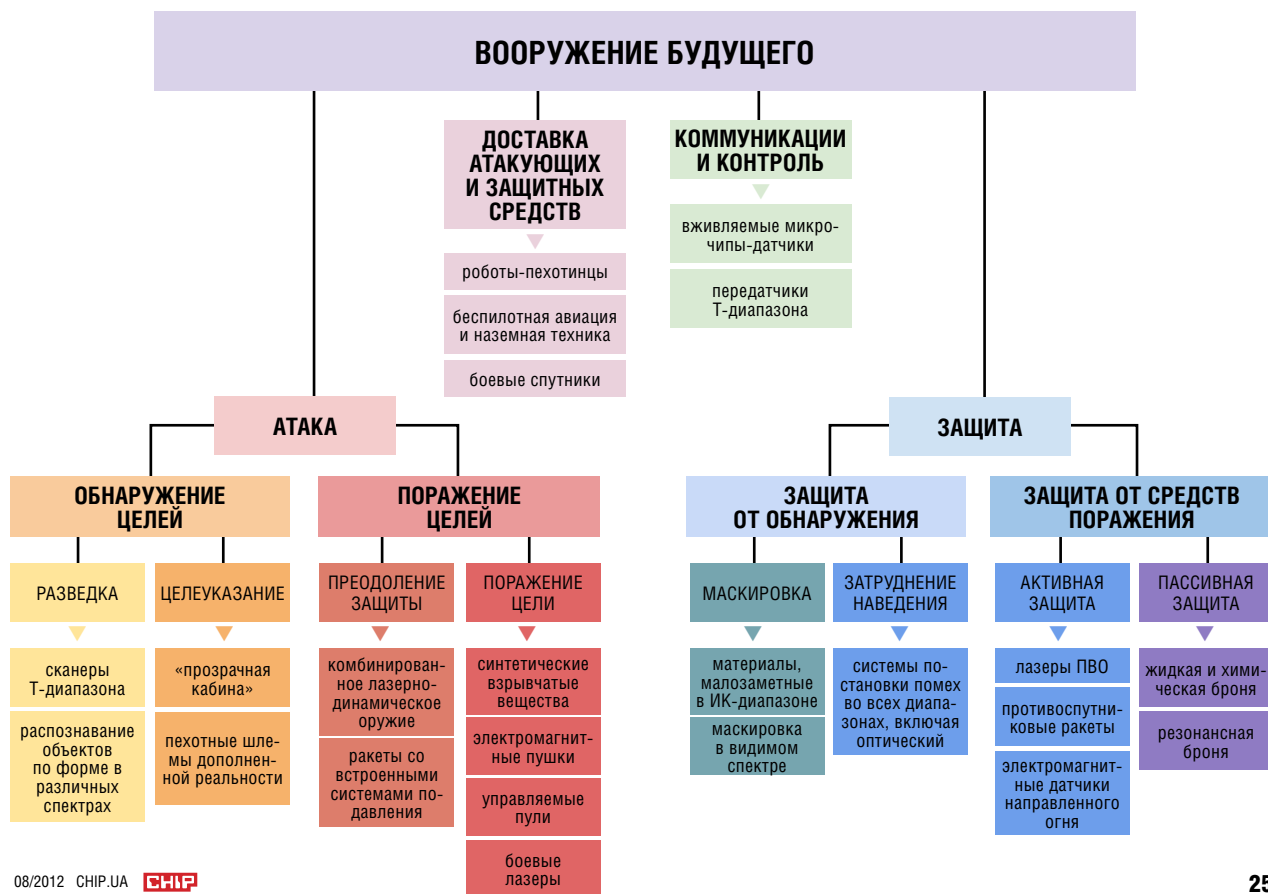 ВООРУЖЕНИЕ БУДУЩЕГО
ДОСТАВКА
АТАКУЮЩИХ
И ЗАЩИТНЫХ
СРЕДСТВ
роботы-пехотинцы
беспилотная авиация
и наземная техника
боевые спутники
КОММУНИКАЦИИ
И КОНТРОЛЬ
вживляемые микро-
чипы-датчики
передатчики
Т-диапазона
АТАКА
ОБНАРУЖЕНИЕ
ЦЕЛЕЙ
РАЗВЕДКА
сканеры
Т-диапазона
распознавание
объектов
по форме в
различных
спектрах
ЦЕЛЕУКАЗАНИЕ
«прозрачная
кабина»
пехотные шле-
мы дополнен-
ной реальности
ПОРАЖЕНИЕ
ЦЕЛЕЙ
ПРЕОДОЛЕНИЕ
ЗАЩИТЫ
комбинирован-
ное лазерно-
динамическое
оружие
ракеты со
встроенными
системами по-
давления
ПОРАЖЕНИЕ
ЦЕЛИ
синтетические
взрывчатые
вещества
электромагнит-
ные пушки
управляемые
пули
боевые
лазеры
ЗАЩИТА
ЗАЩИТА
ОТ ОБНАРУЖЕНИЯ
МАСКИРОВКА
материалы,
малозаметные
в ИК-диапазоне
маскировка
в видимом
спектре
ЗАТРУДНЕНИЕ
НАВЕДЕНИЯ
системы по-
становки помех
во всех диапа-
зонах, включая
оптический
ЗАЩИТА ОТ СРЕДСТВ
ПОРАЖЕНИЯ
АКТИВНАЯ
ЗАЩИТА
лазеры ПВО
противоспутни-
ковые ракеты
электромагнит-
ные датчики
направленного
огня
ПАССИВНАЯ
ЗАЩИТА
жидкая и хими-
ческая броня
резонансная
броня
08/2012 CHIP.UA CHIP
25